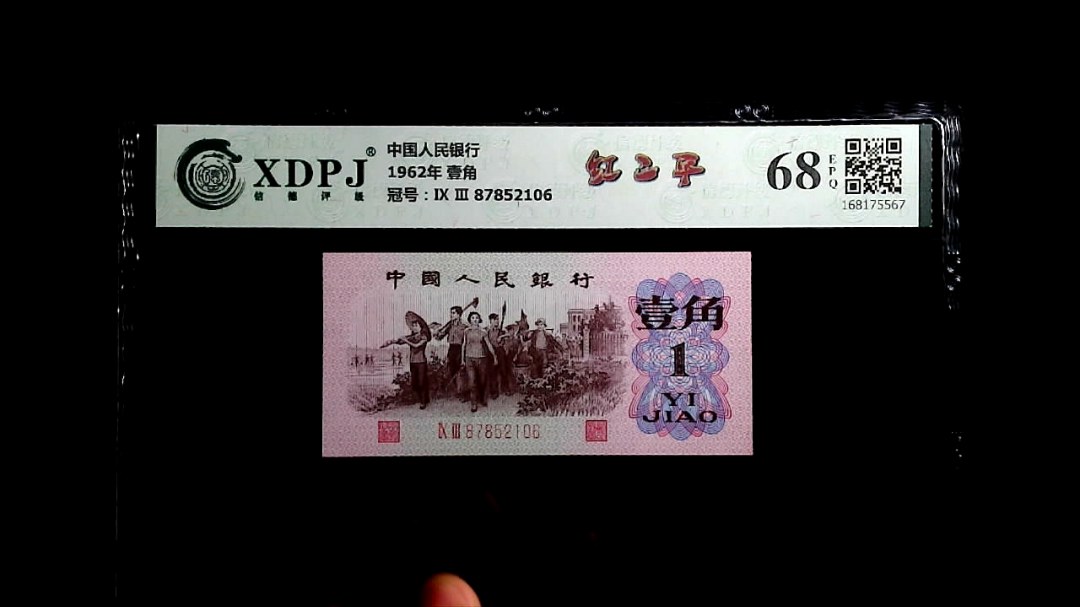 XDPJ®
信德评级
中国人民银行
1962年 壹角
冠号：Ⅸ Ⅲ 87852106
红二平
68
EPQ
168175567
中國人民銀行
壹角
1
YI
JIAO
Ⅸ Ⅲ 87852106